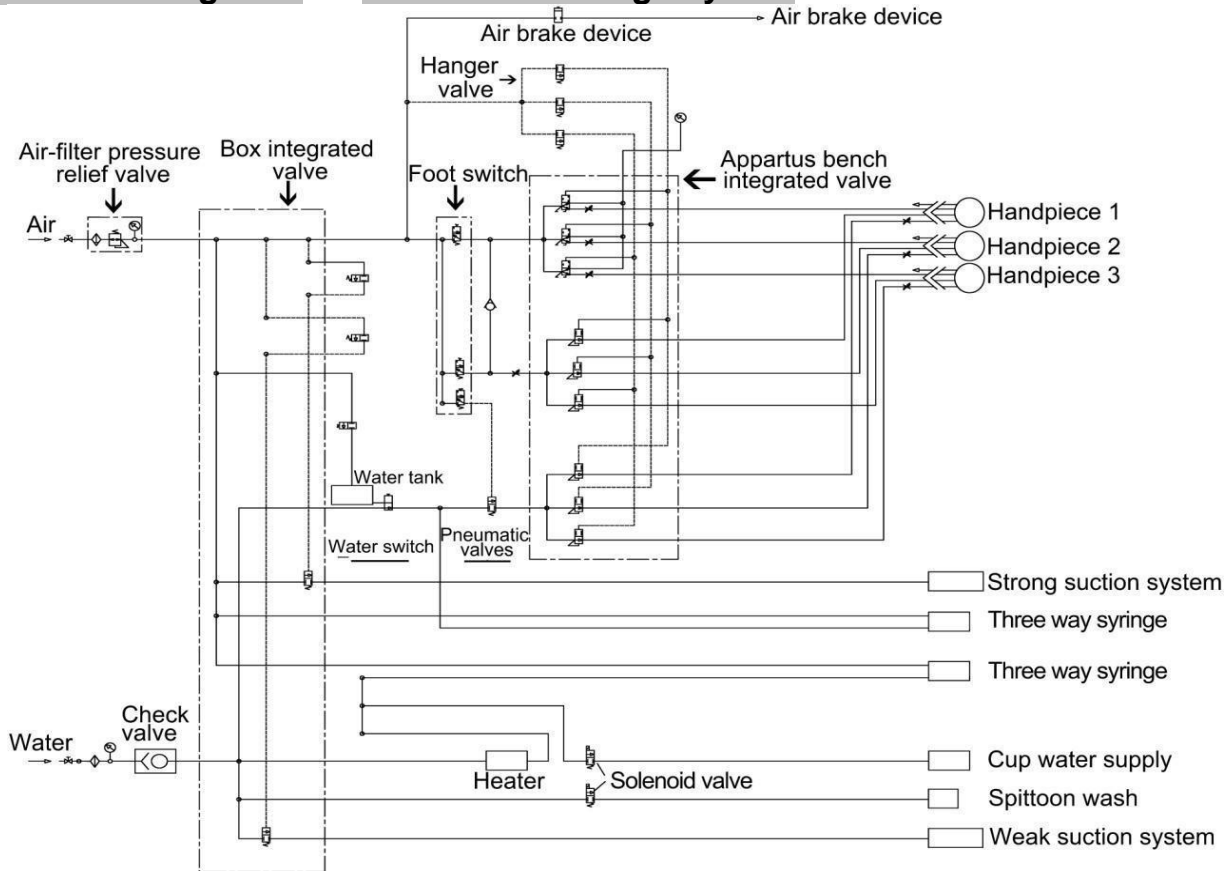 Air brake device
Air brake device
Hanger
valve
Air-filter pressure
relief valve
Box integrated
valve
Foot switch
Appartus bench
integrated valve
Air
Handpiece 1
Handpiece 2
Handpiece 3
Water tank
Water switch
Pneumatic
valves
Strong suction system
Three way syringe
Three way syringe
Check
valve
Water
Heater
Solenoid valve
Cup water supply
Spittoon wash
Weak suction system